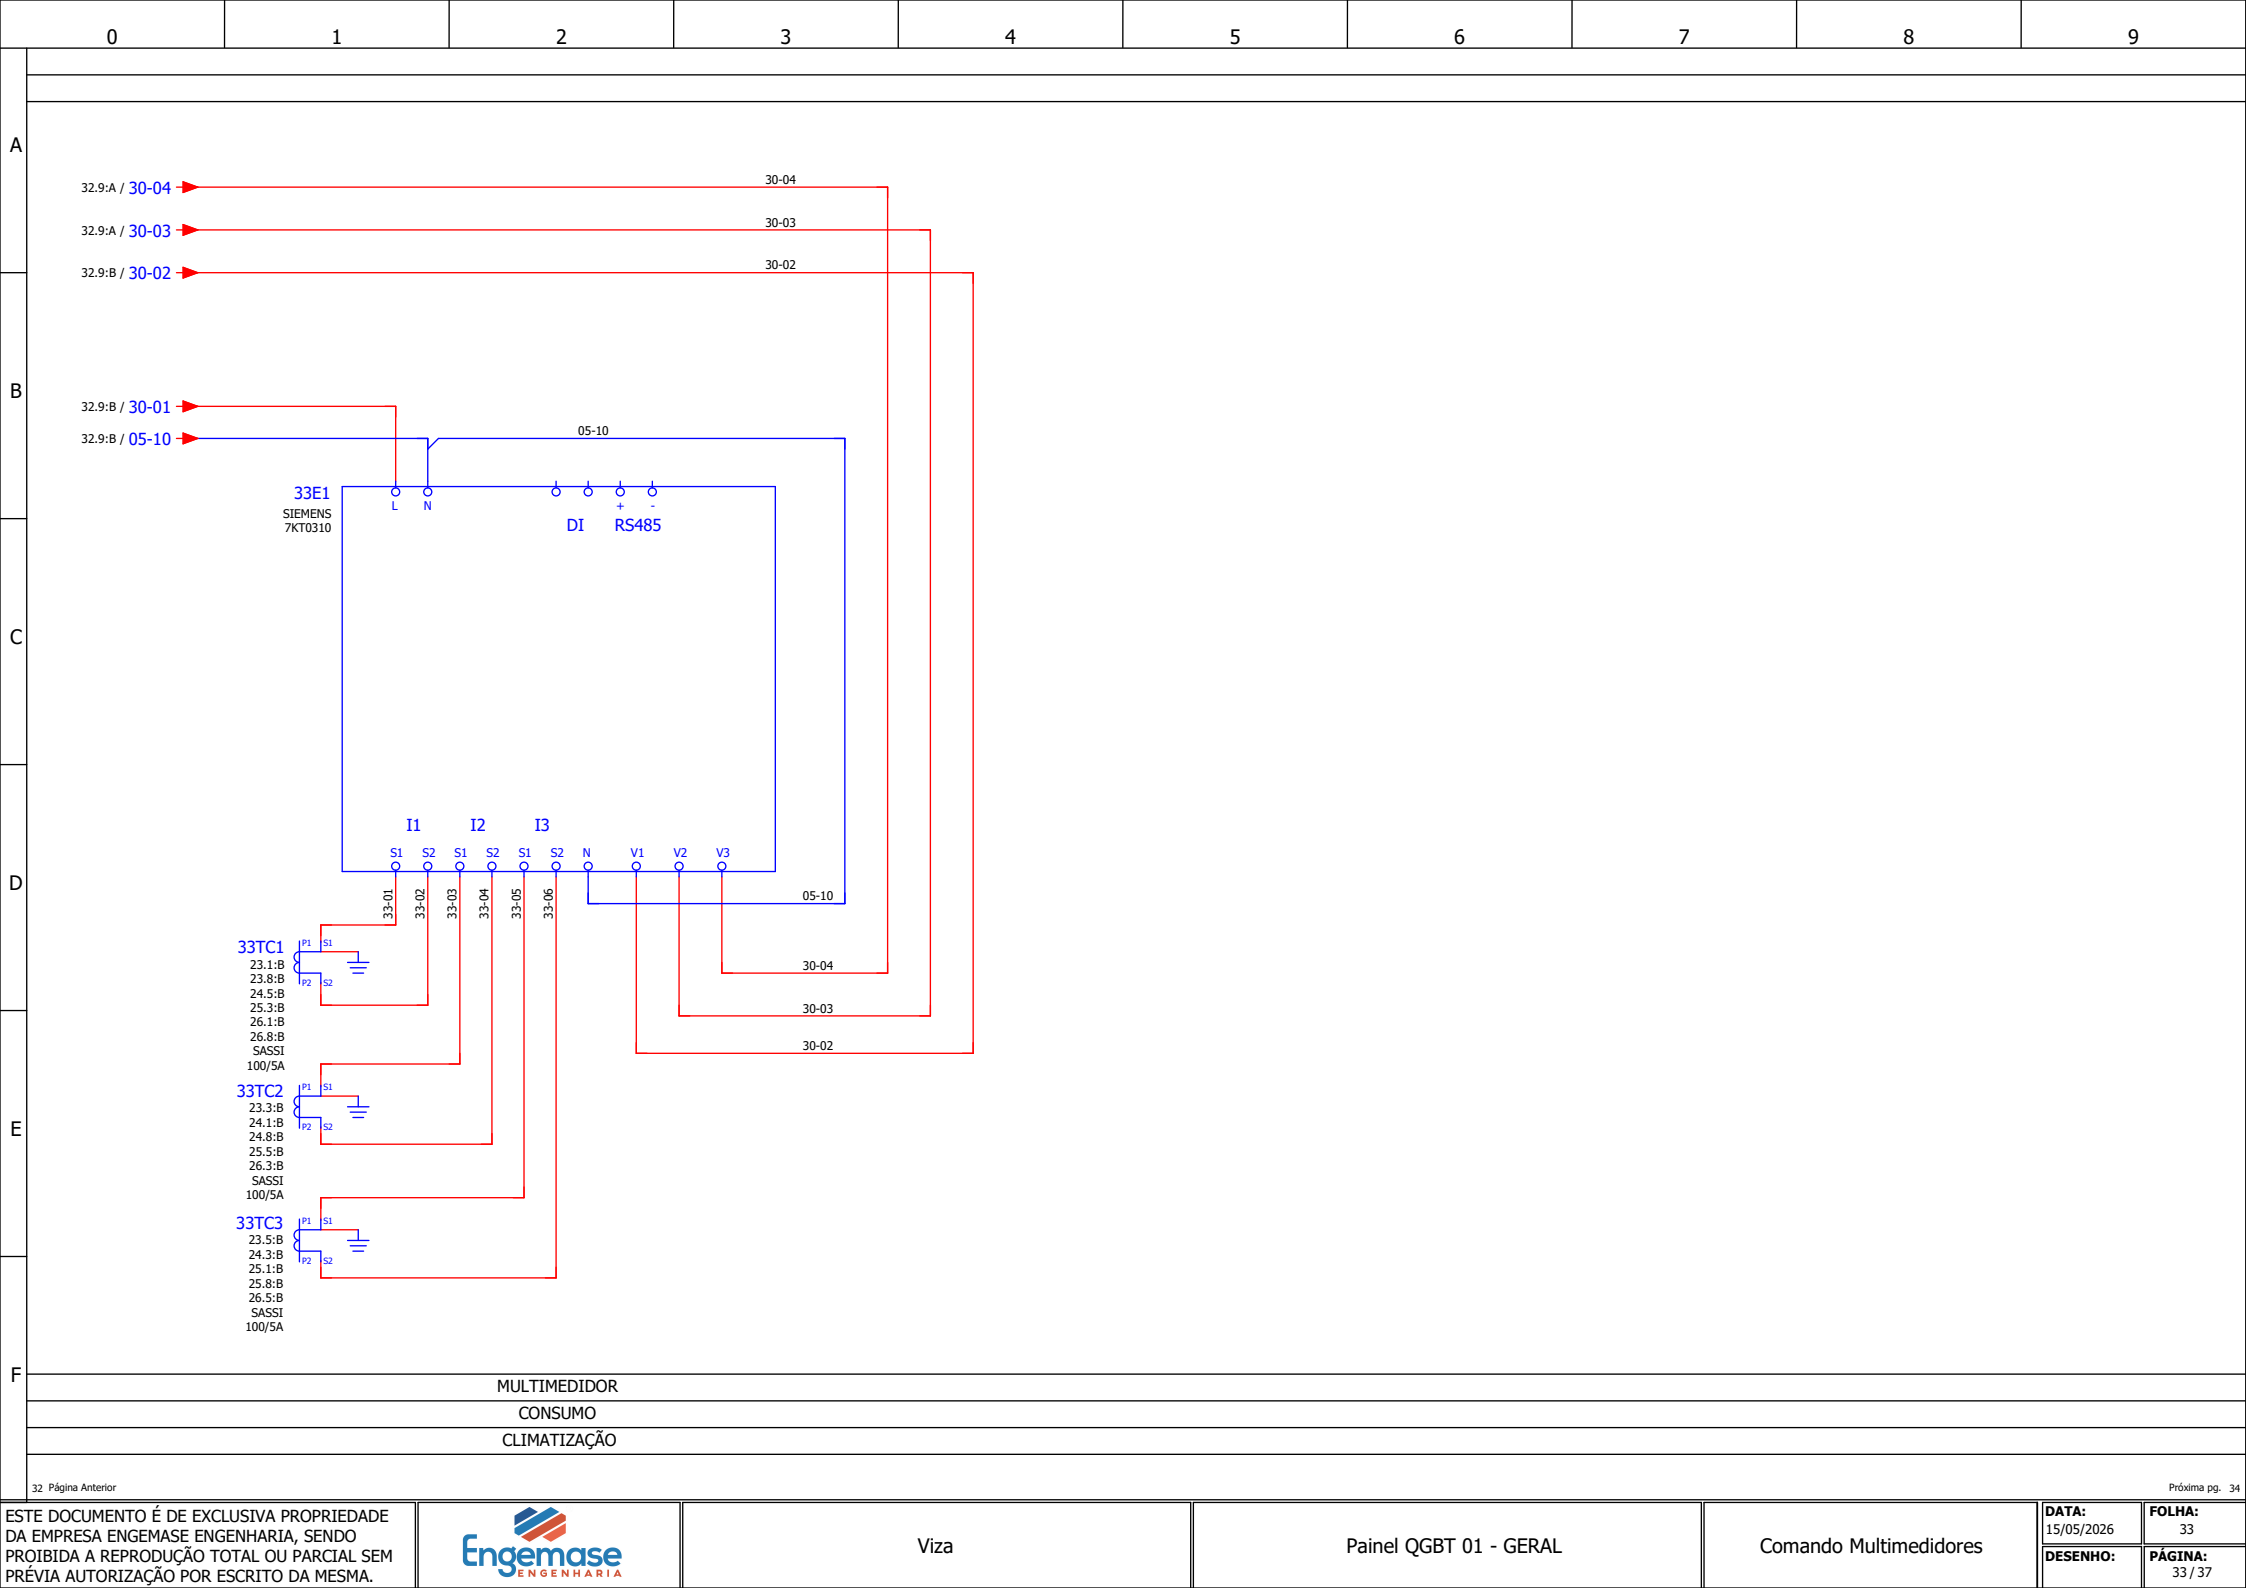 0 1 2 3 4 5 6 7 8 9
A
32.9:A / 30-04
30-04
32.9:A / 30-03
30-03
32.9:B / 30-02
30-02
B
32.9:B / 30-01
32.9:B / 05-10
05-10
33E1
SIEMENS
7KT0310
L N + -
DI RS485
C
I1 I2 I3
S1 S2 S1 S2 S1 S2 N V1 V2 V3
D
33-01 33-02 33-03 33-04 33-05 33-06
05-10
30-04
30-03
30-02
33TC1
23.1:B
23.8:B
24.5:B
25.3:B
26.1:B
26.8:B
SASSI
100/5A
P1 S1
P2 S2
E
33TC2
23.3:B
24.1:B
24.8:B
25.5:B
26.3:B
SASSI
100/5A
P1 S1
P2 S2
33TC3
23.5:B
24.3:B
25.1:B
25.8:B
26.5:B
SASSI
100/5A
P1 S1
P2 S2
F
MULTIMEDIDOR
CONSUMO
CLIMATIZAÇÃO
32 Página Anterior
Próxima pg. 34
ESTE DOCUMENTO É DE EXCLUSIVA PROPRIEDADE
DA EMPRESA ENGEMASE ENGENHARIA, SENDO
PROIBIDA A REPRODUÇÃO TOTAL OU PARCIAL SEM
PRÉVIA AUTORIZAÇÃO POR ESCRITO DA MESMA.
Engemase
ENGENHARIA
Viza
Painel QGBT 01 - GERAL
Comando Multimedidores
DATA:
15/05/2026
FOLHA:
33
DESENHO:
PÁGINA:
33 / 37